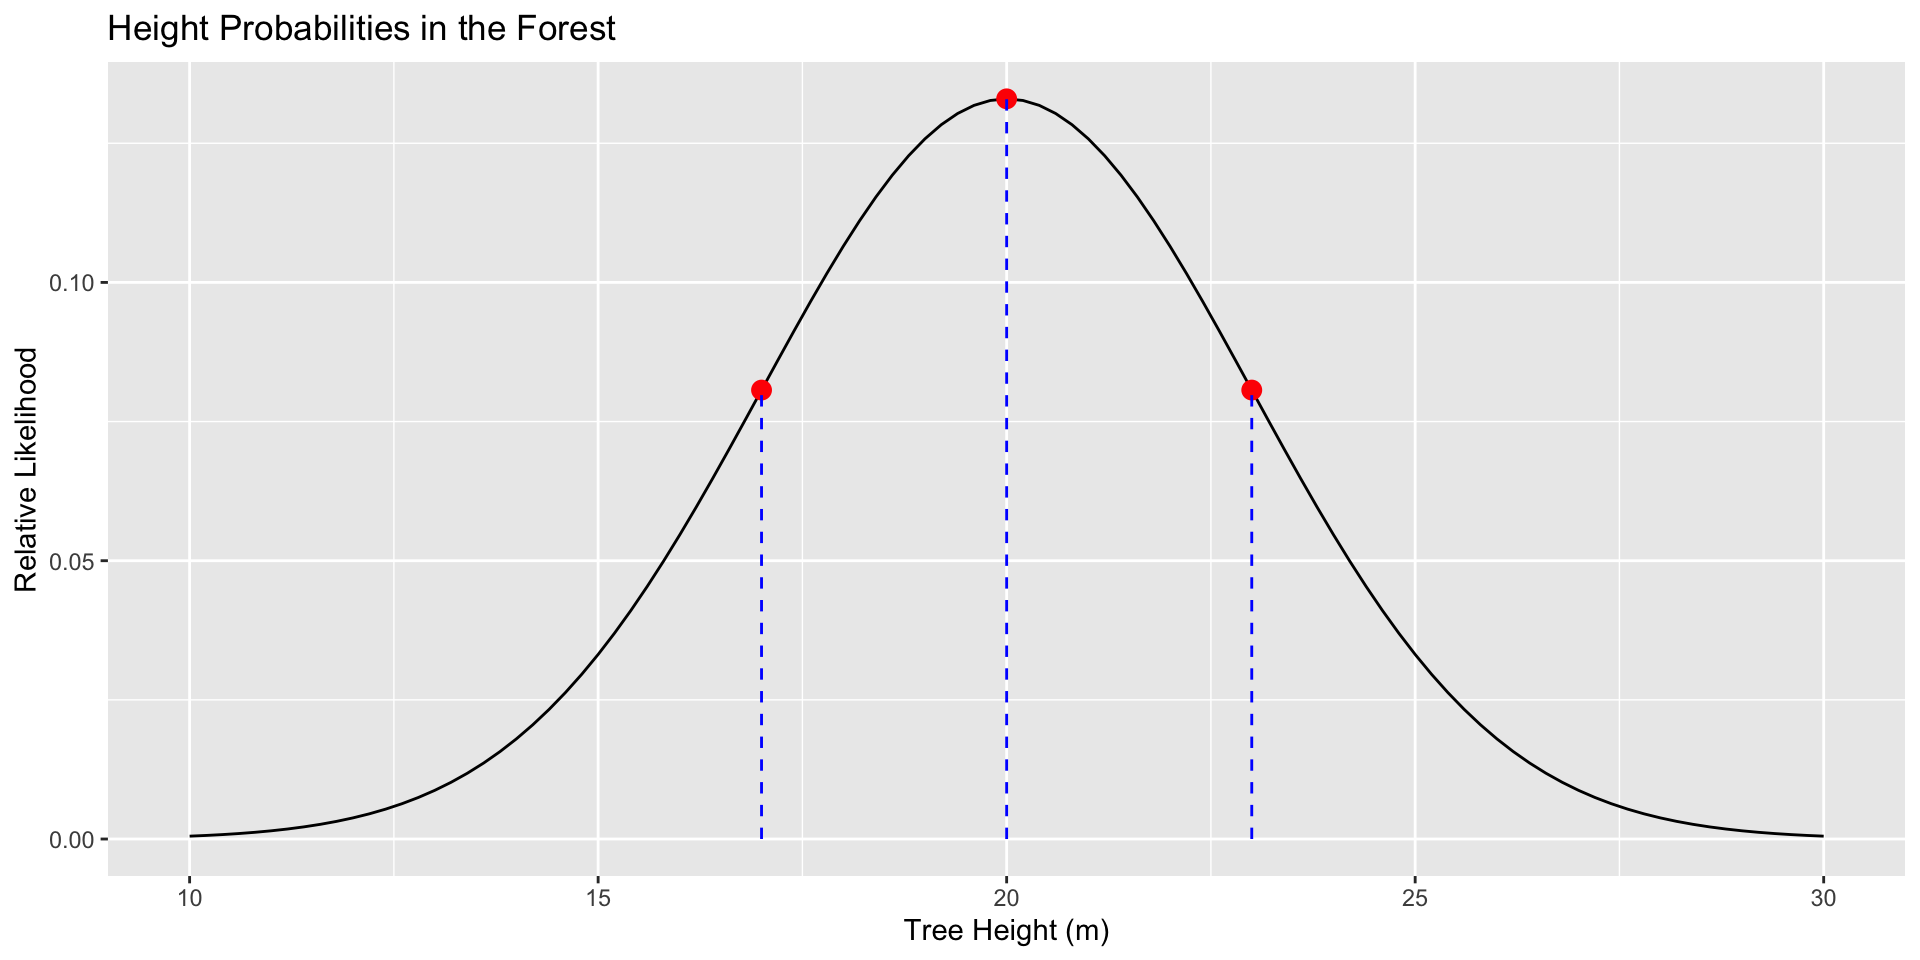 Height Probabilities in the Forest
Relative Likelihood
0.10
0.05
0.00
10 15 20 25 30
Tree Height (m)